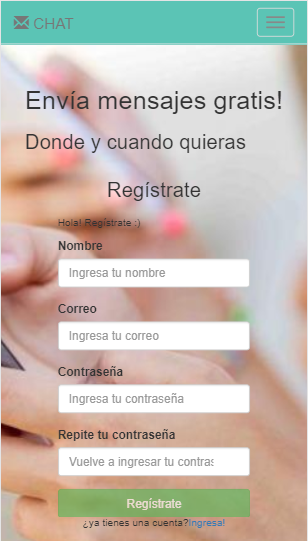 CHAT
Envía mensajes gratis!
Donde y cuando quieras
Regístrate
Hola! Regístrate :)
Nombre
Ingresa tu nombre
Correo
Ingresa tu correo
Contraseña
Ingresa tu contraseña
Repite tu contraseña
Vuelve a ingresar tu contras
Regístrate
¿ya tienes una cuenta?Ingresa!